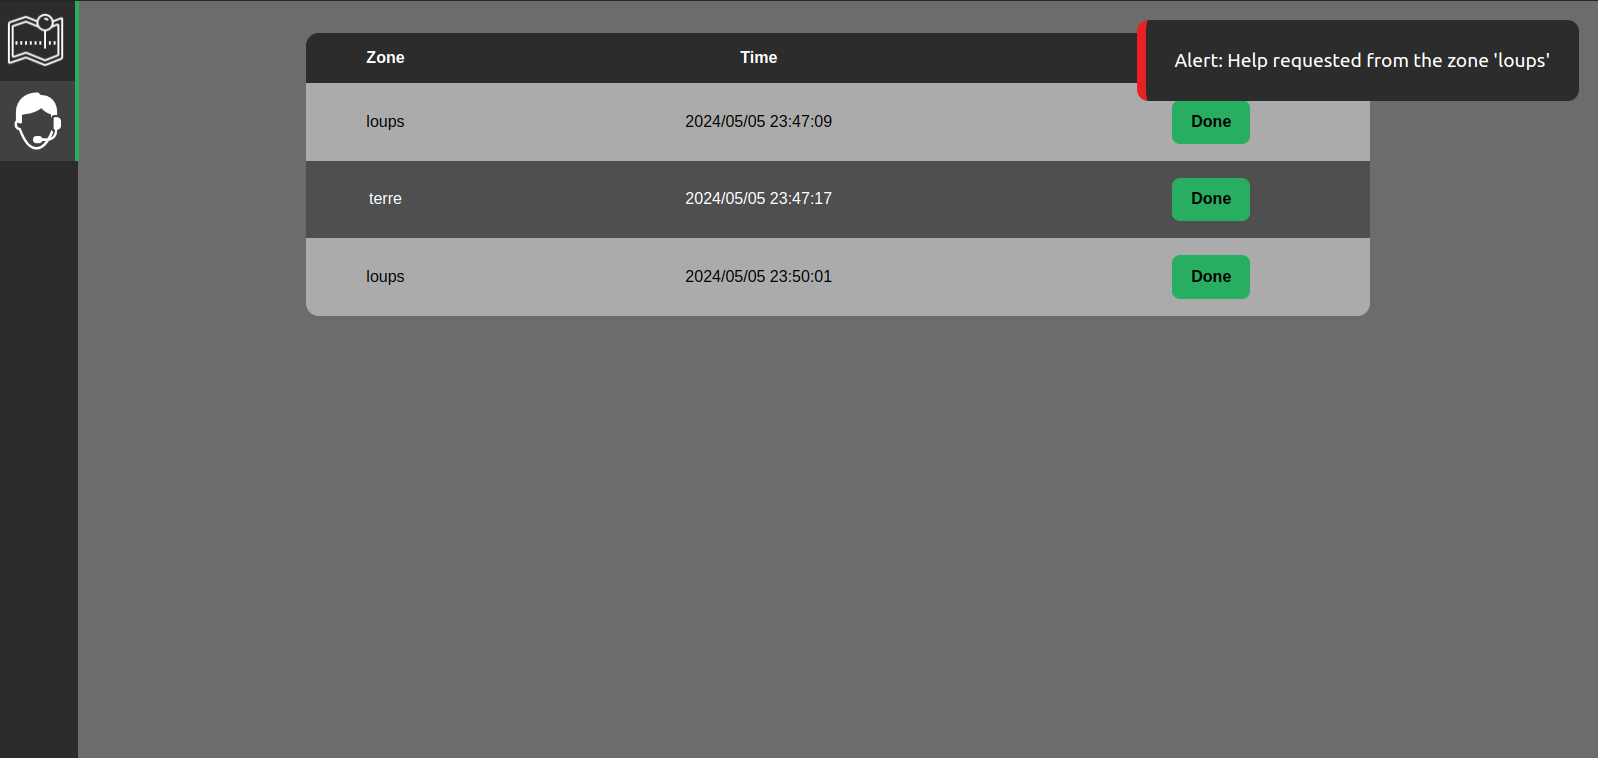 Zone Time
Alert: Help requested from the zone 'loups'
loups 2024/05/05 23:47:09 Done
terre 2024/05/05 23:47:17 Done
loups 2024/05/05 23:50:01 Done